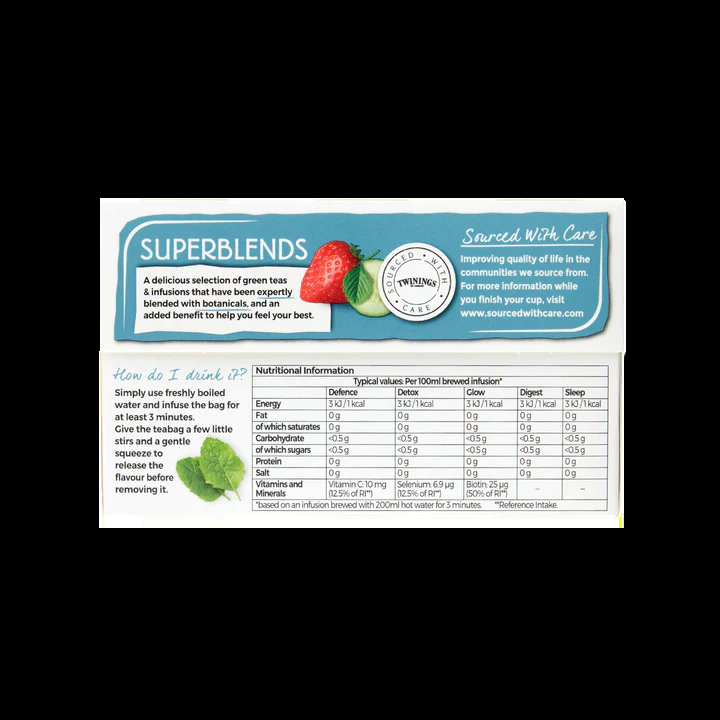 SUPERBLENDS
A delicious selection of green teas
& infusions that have been expertly
blended with botanicals, and an
added benefit to help you feel your best.
SOURCED • WITH • CARE •
TWININGS
OF LONDON
Sourced With Care
Improving quality of life in the
communities we source from.
For more information while
you finish your cup, visit
www.sourcedwithcare.com
How do I drink it?
Simply use freshly boiled
water and infuse the bag for
at least 3 minutes.
Give the teabag a few little
stirs and a gentle
squeeze to
release the
flavour before
removing it.
Nutritional Information
Typical values: Per 100ml brewed infusion*
Defence Detox Glow Digest Sleep
Energy 3 kJ/1 kcal 3 kJ/1 kcal 3 kJ/1 kcal 3 kJ/1 kcal 3 kJ/1 kcal
Fat 0 g 0 g 0 g 0 g 0 g
of which saturates 0 g 0 g 0 g 0 g 0 g
Carbohydrate <0.5 g <0.5 g <0.5 g <0.5 g <0.5 g
of which sugars <0.5 g <0.5 g <0.5 g <0.5 g <0.5 g
Protein 0 g 0 g 0 g 0 g 0 g
Salt 0 g 0 g 0 g 0 g 0 g
Vitamins and Vitamin C: 10 mg Selenium: 6.9 µg Biotin: 25 µg – –
Minerals (12.5% of RI**) (12.5% of RI**) (50% of RI**)
*based on an infusion brewed with 200ml hot water for 3 minutes. **Reference Intake.